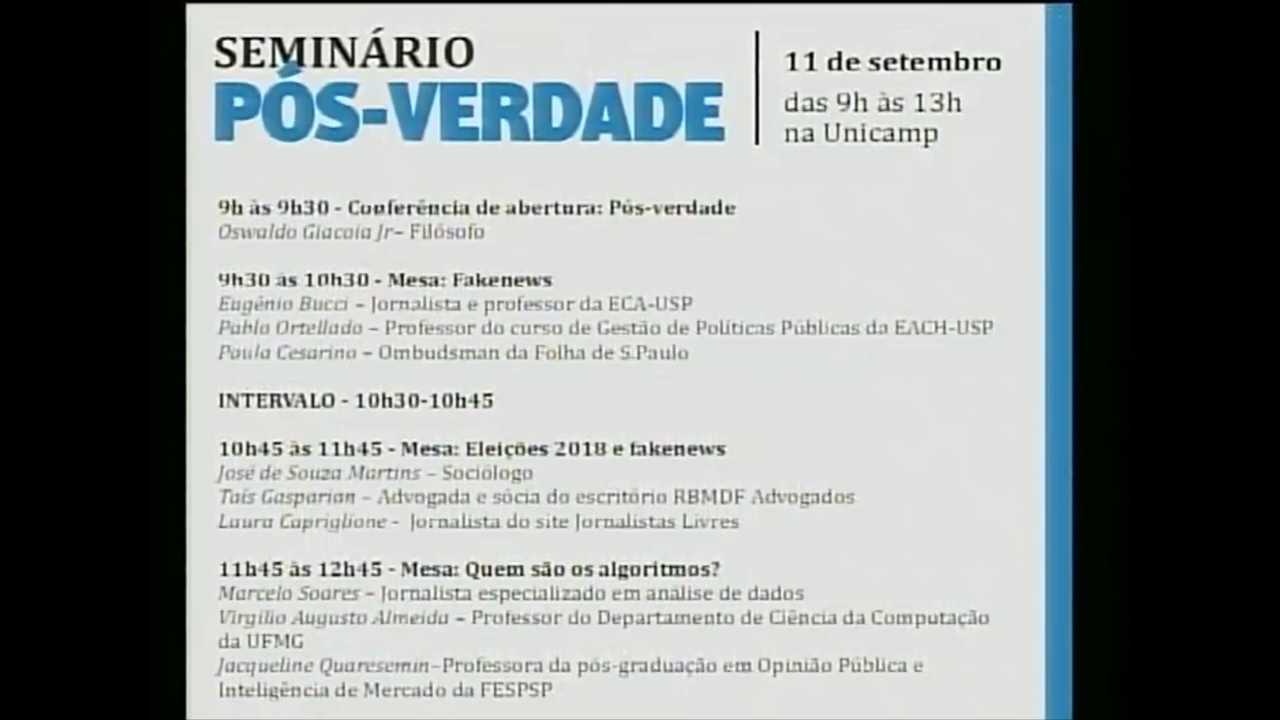 SEMINÁRIO
PÓS-VERDADE
11 de setembro
das 9h às 13h
na Unicamp
9h às 9h30 - Conferência de abertura: Pós-verdade
Oswaldo Giacoia Jr– Filósofo
9h30 às 10h30 - Mesa: Fakenews
Eugênio Bucci – Jornalista e professor da ECA-USP
Pablo Ortellado – Professor do curso de Gestão de Políticas Públicas da EACH-USP
Paula Cesarino – Ombudsman da Folha de S.Paulo
INTERVALO - 10h30-10h45
10h45 às 11h45 - Mesa: Eleições 2018 e fakenews
José de Souza Martins – Sociólogo
Taís Gasparian – Advogada e sócia do escritório RBMDF Advogados
Laura Capriglione - Jornalista do site Jornalistas Livres
11h45 às 12h45 - Mesa: Quem são os algoritmos?
Marcelo Soares – Jornalista especializado em análise de dados
Virgílio Augusto Almeida – Professor do Departamento de Ciência da Computação
da UFMG
Jacqueline Quaresemin–Professora da pós-graduação em Opinião Pública e
Inteligência de Mercado da FESPSP